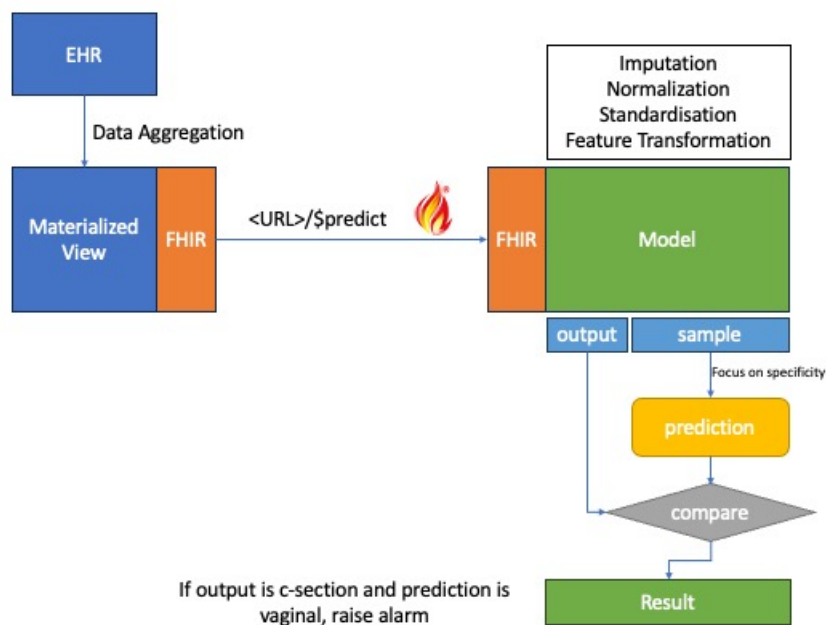 EHR
Imputation
Normalization
Standardisation
Feature Transformation
Data Aggregation
Materialized
View
FHIR
<URL>/$predict
FHIR
Model
output
sample
Focus on specificity
prediction
compare
If output is c-section and prediction is
vaginal, raise alarm
Result